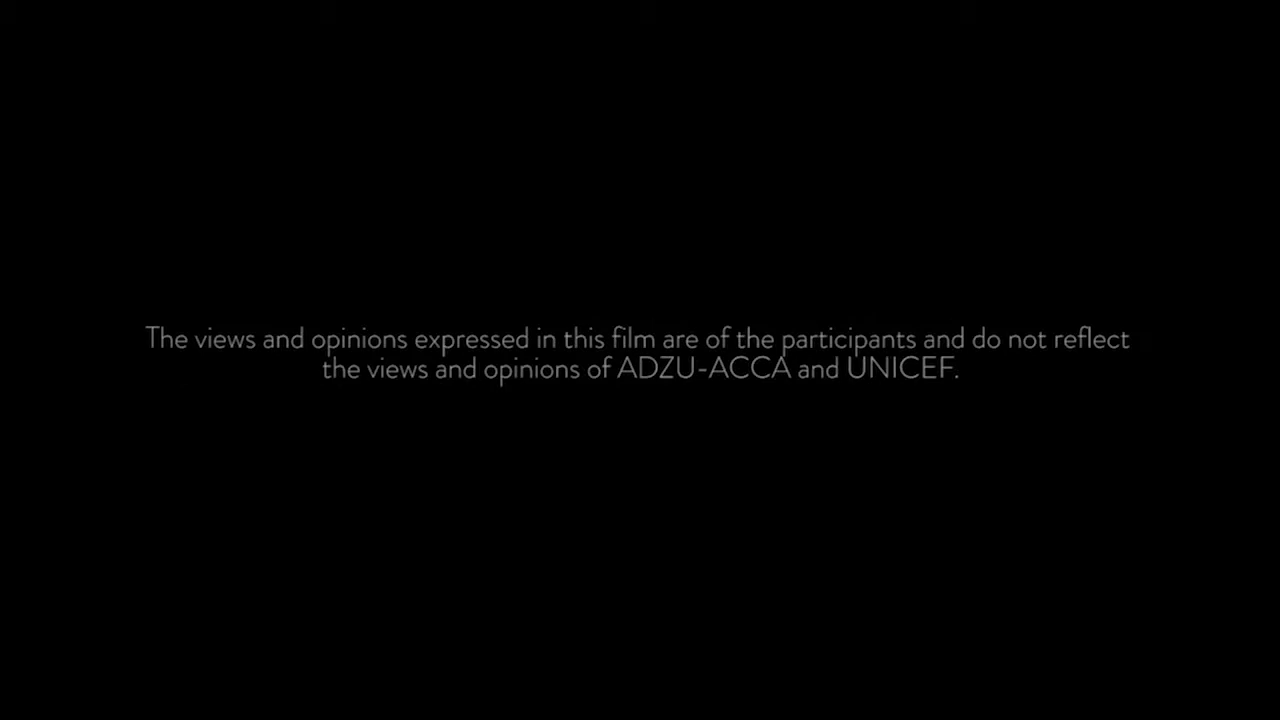 The views and opinions expressed in this film are of the participants and do not reflect
the views and opinions of ADZU-ACCA and UNICEF.